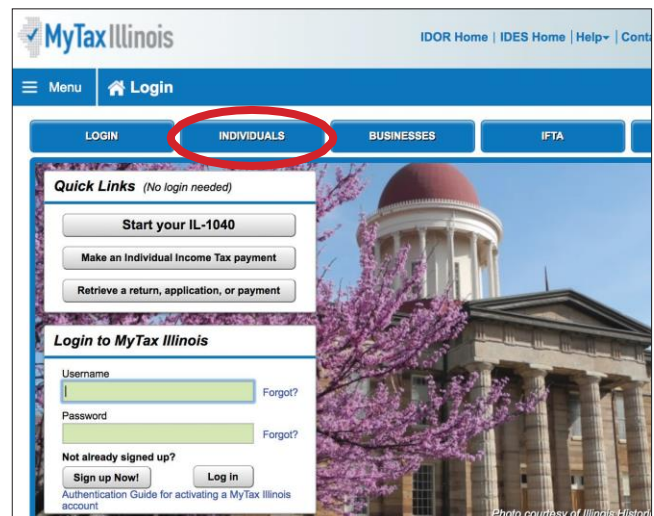 MyTax Illinois
IDOR Home | IDES Home | Help | 
Menu
Login
LOGIN
INDIVIDUALS
BUSINESSES
IFTA
Quick Links (No login needed)
Start your IL-1040
Make an Individual Income Tax payment
Retrieve a return, application, or payment
Login to MyTax Illinois
Username
Forgot?
Password
Forgot?
Not already signed up?
Sign up Now!
Log in
Authentication Guide for activating a MyTax Illinois
account
Photo courtesy of Illinois